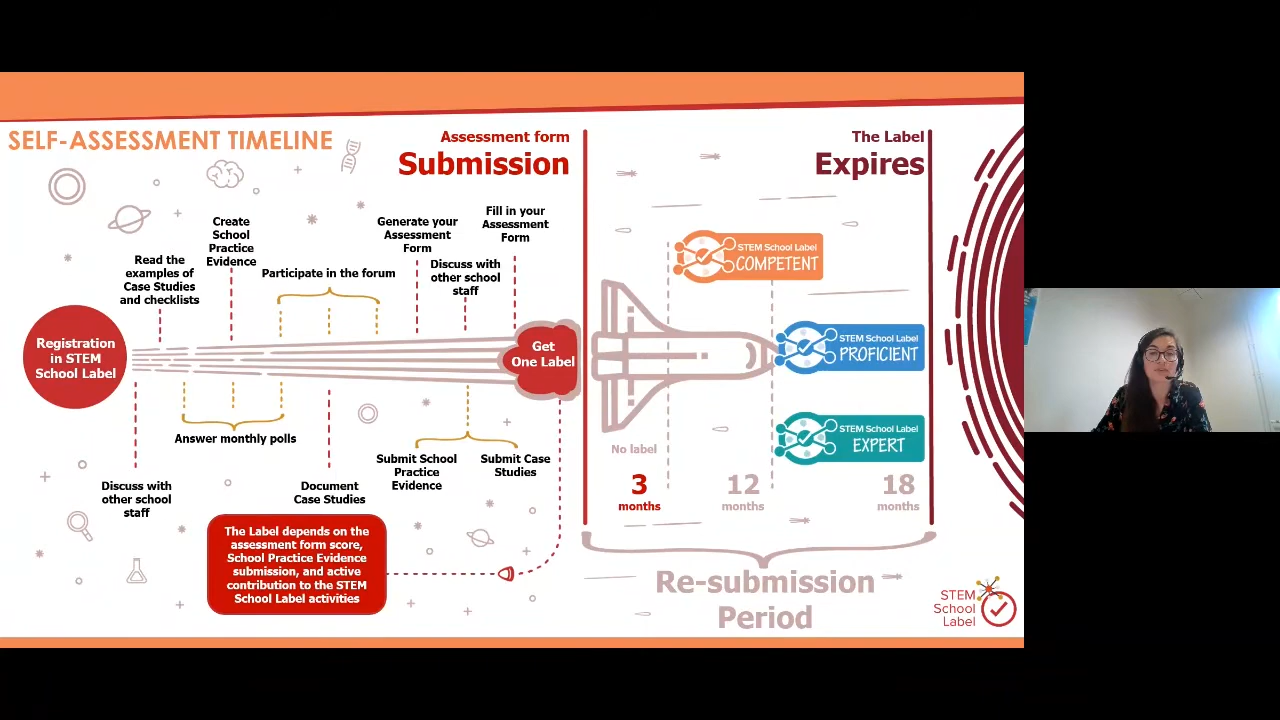 SELF-ASSESSMENT TIMELINE
Assessment form
Submission
The Label
Expires
Read the
examples of
Case Studies
and checklists
Create
School
Practice
Evidence
Participate in the forum
Generate your
Assessment
Form
Discuss with
other school
staff
Fill in your
Assessment
Form
Registration
in STEM
School Label
Get
One Label
STEM School Label
COMPETENT
STEM School Label
PROFICIENT
STEM School Label
EXPERT
Answer monthly polls
Discuss with
other school
staff
Document
Case Studies
Submit School
Practice
Evidence
Submit Case
Studies
No label
3
months
12
months
18
months
The Label depends on the
assessment form score,
School Practice Evidence
submission, and active
contribution to the STEM
School Label activities
Re-submission
Period
STEM
School
Label